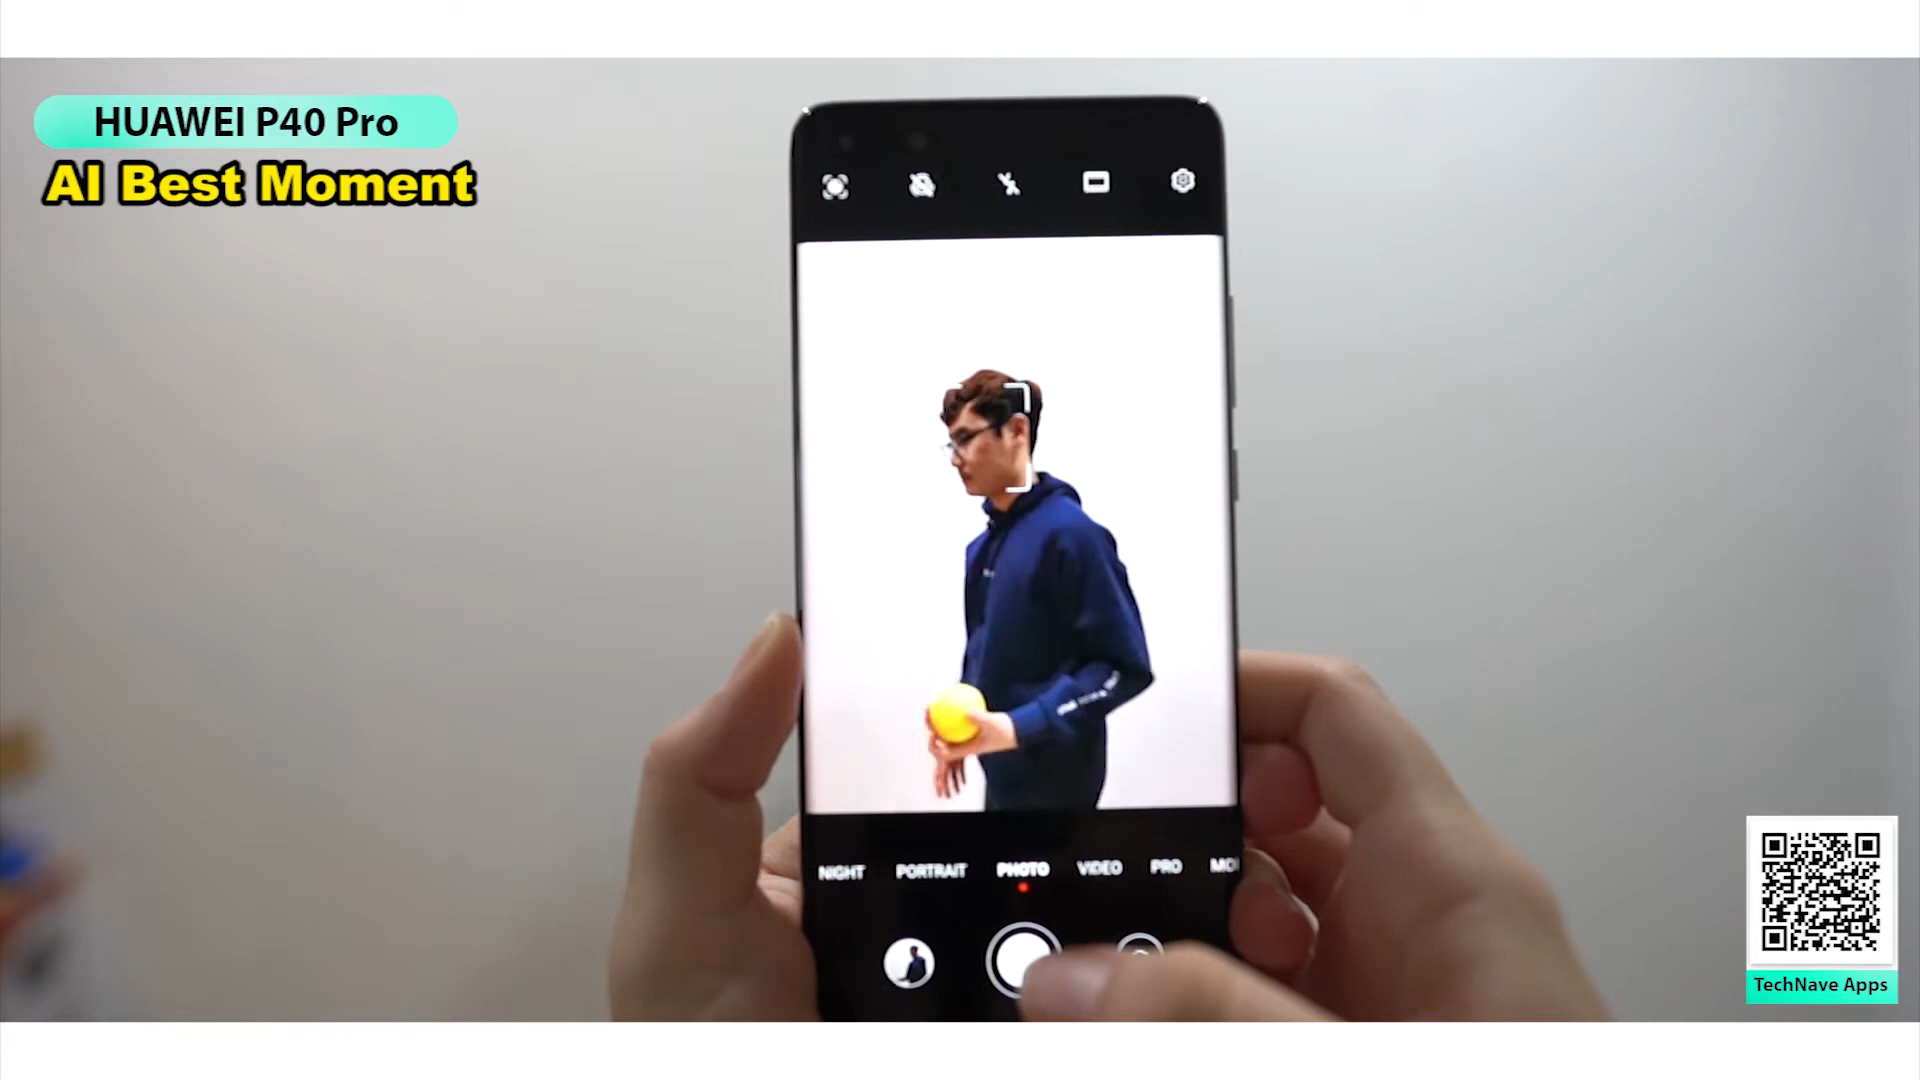 HUAWEI P40 Pro
AI Best Moment
NIGHT PORTRAIT PHOTO VIDEO PRO
TechNave Apps